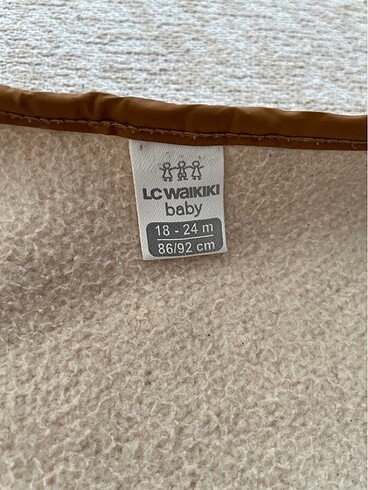 LC WAIKIKI
baby
18 - 24 m
86/92 cm